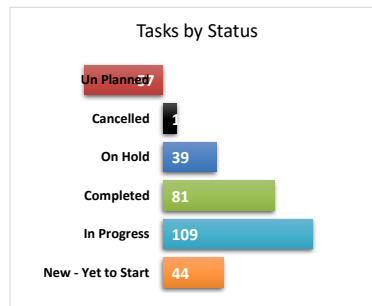 Tasks by Status
Un Planned 57
Cancelled
On Hold 39
Completed 81
In Progress 109
New - Yet to Start 44